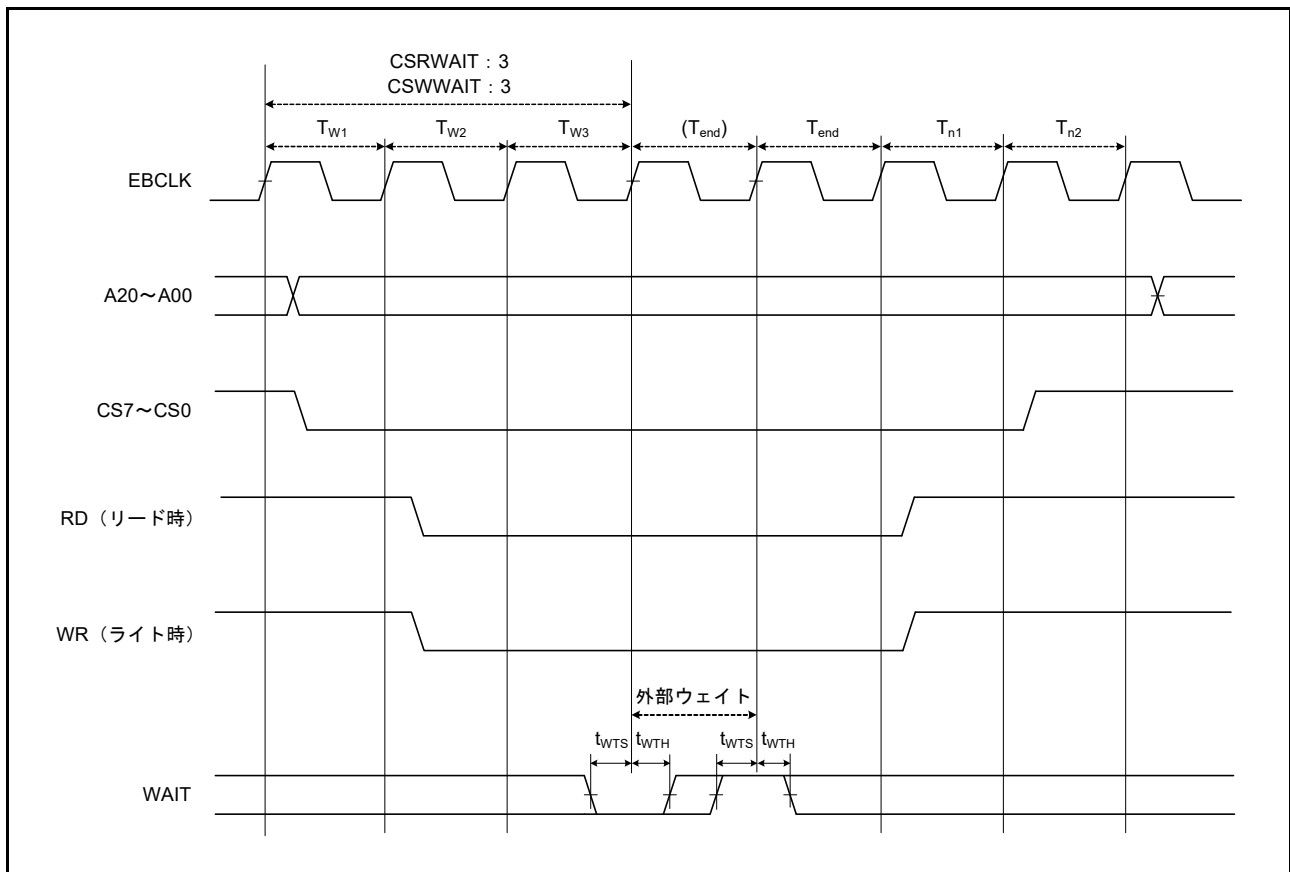 CSRWAIT：3
CSWWAIT：3
TW1 TW2 TW3 (Tend) Tend Tn1 Tn2
EBCLK
A20～A00
CS7～CS0
RD（リード時）
WR（ライト時）
外部ウェイト
tWTS tWTH tWTS tWTH
WAIT